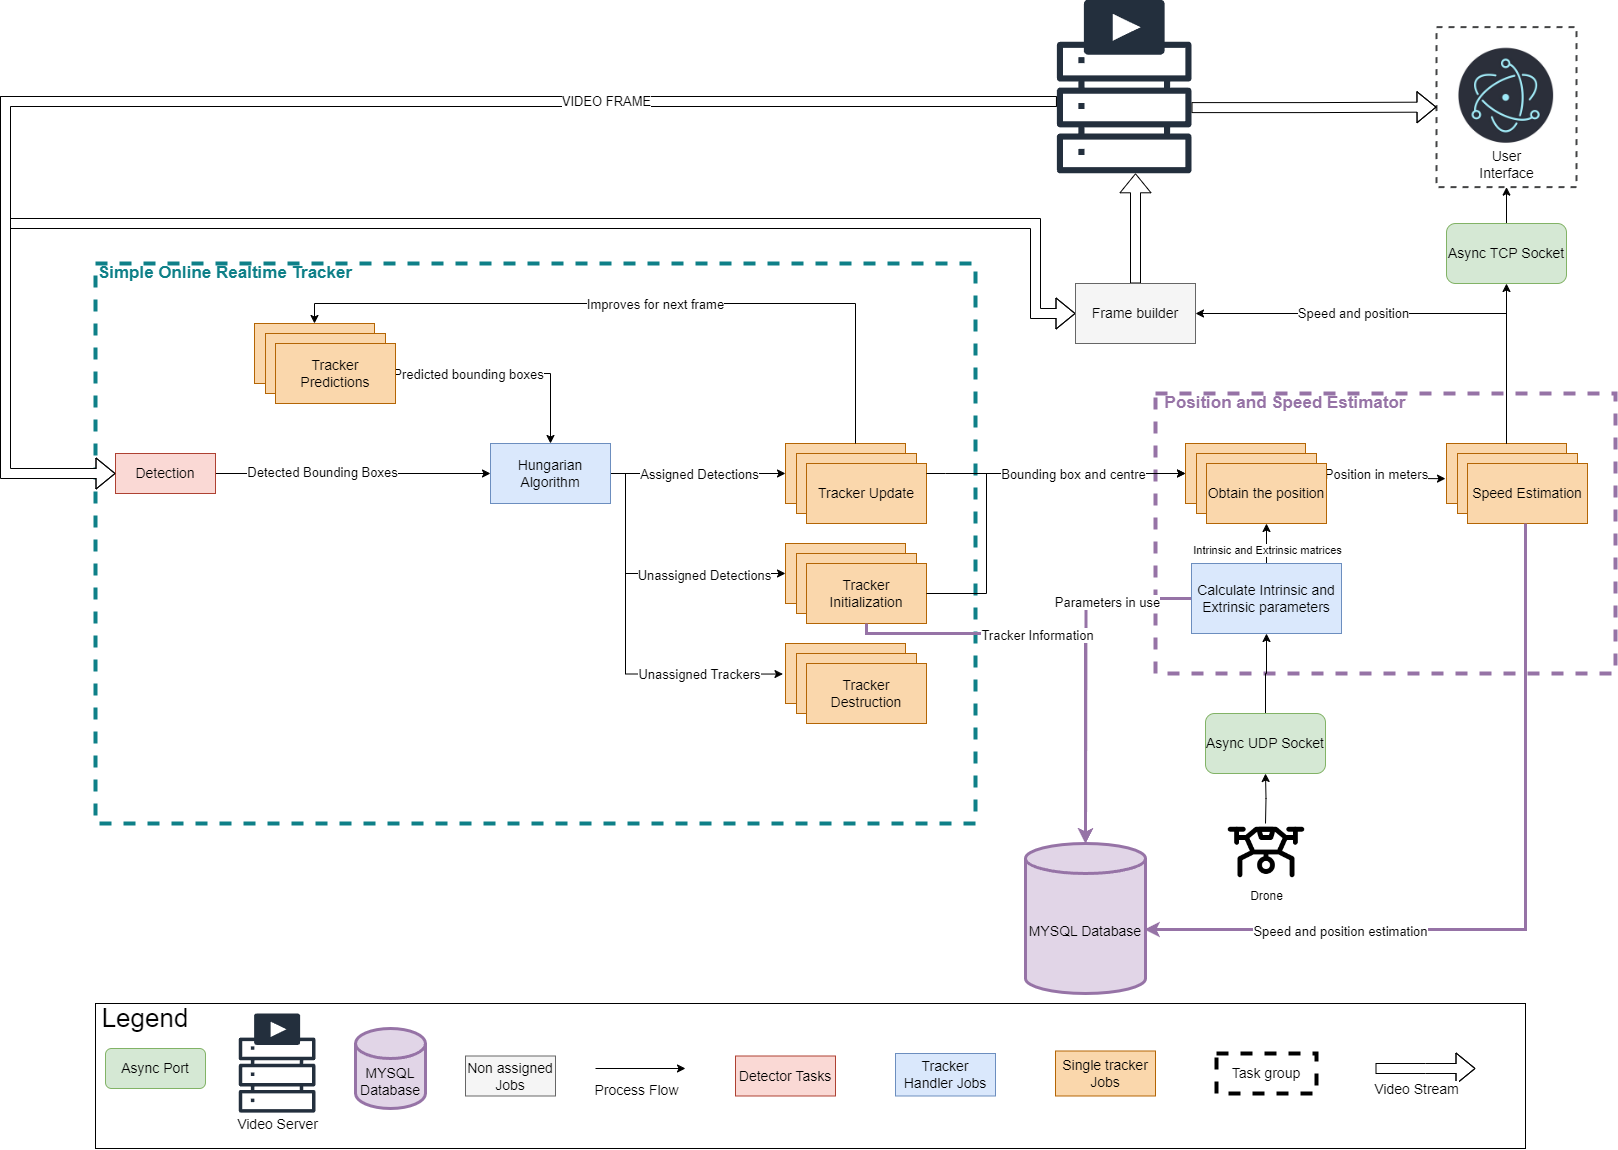 VIDEO FRAME
User
Interface
Async TCP Socket
Simple Online Realtime Tracker
Improves for next frame
Frame builder
Speed and position
Tracker
Predictions
Predicted bounding boxes
Position and Speed Estimator
Detection
Detected Bounding Boxes
Hungarian
Algorithm
Assigned Detections
Tracker Update
Bounding box and centre
Obtain the position
Position in meters
Speed Estimation
Intrinsic and Extrinsic matrices
Unassigned Detections
Tracker
Initialization
Parameters in use
Calculate Intrinsic and
Extrinsic parameters
Tracker Information
Unassigned Trackers
Tracker
Destruction
Async UDP Socket
Drone
MYSQL Database
Speed and position estimation
Legend
Async Port
Video Server
MYSQL
Database
Non assigned
Jobs
Process Flow
Detector Tasks
Tracker
Handler Jobs
Single tracker
Jobs
Task group
Video Stream